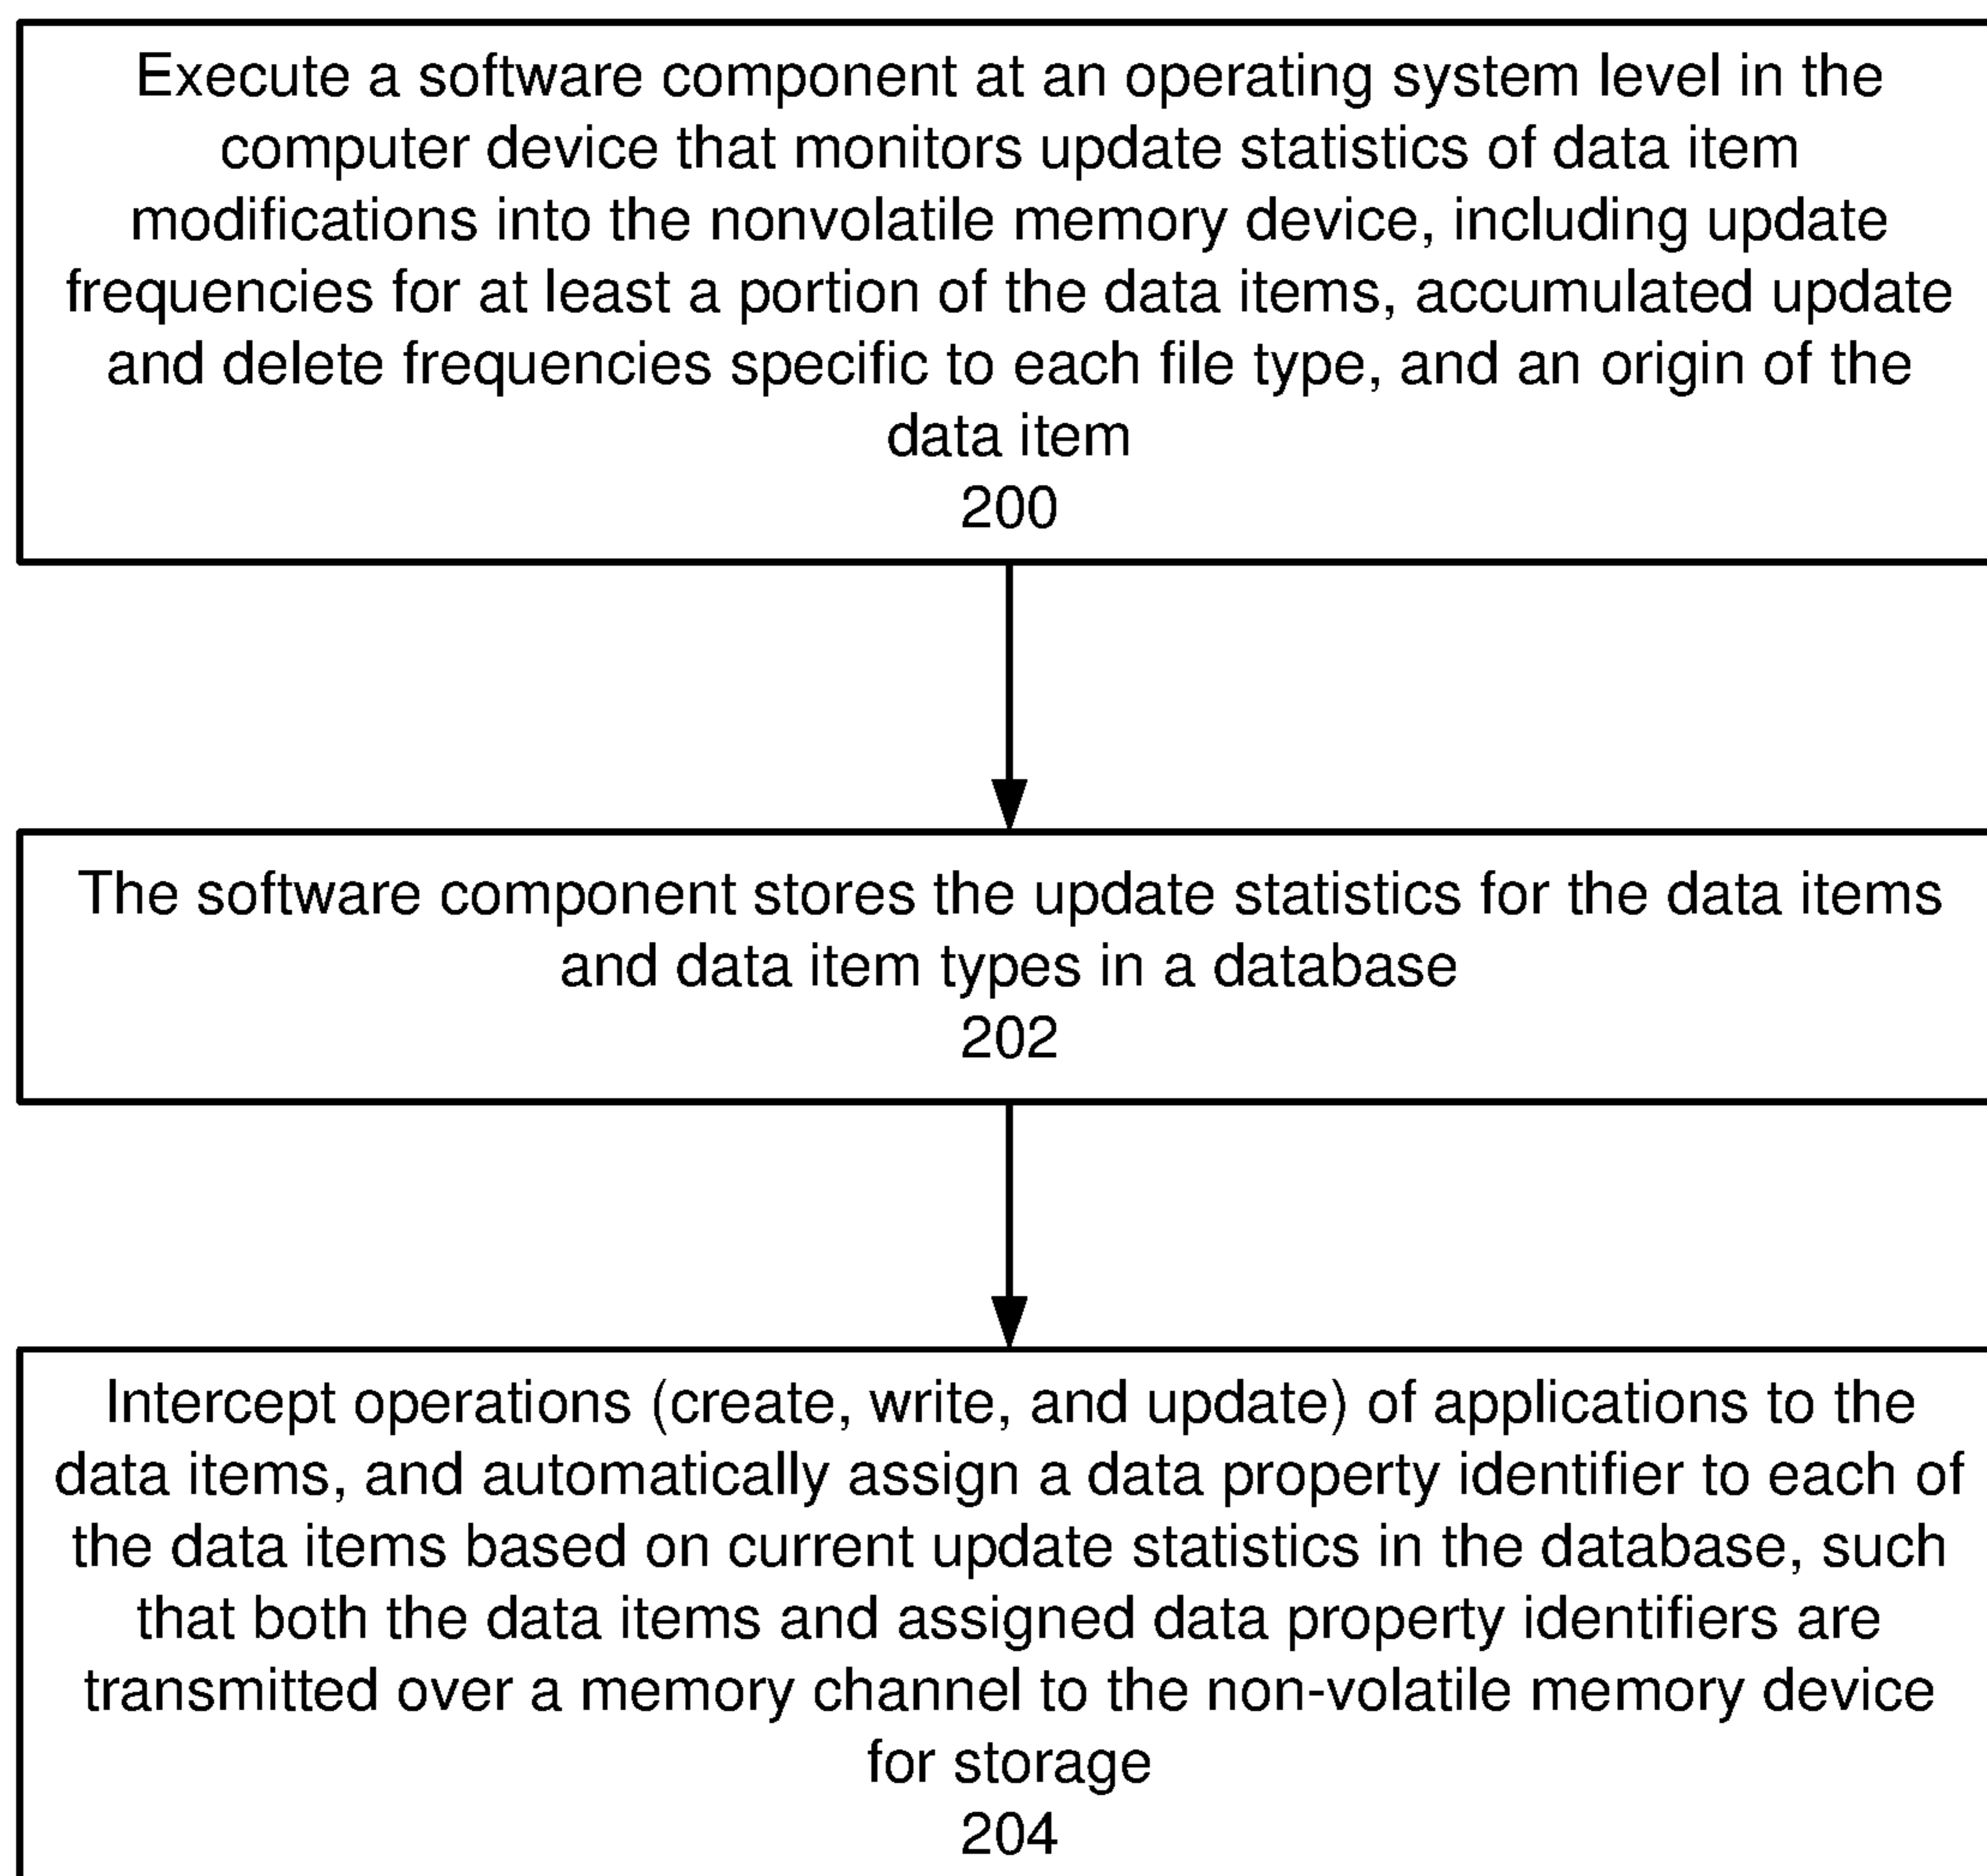 Execute a software component at an operating system level in the
computer device that monitors update statistics of data item
modifications into the nonvolatile memory device, including update
frequencies for at least a portion of the data items, accumulated update
and delete frequencies specific to each file type, and an origin of the
data item
200
The software component stores the update statistics for the data items
and data item types in a database
202
Intercept operations (create, write, and update) of applications to the
data items, and automatically assign a data property identifier to each of
the data items based on current update statistics in the database, such
that both the data items and assigned data property identifiers are
transmitted over a memory channel to the non-volatile memory device
for storage
204